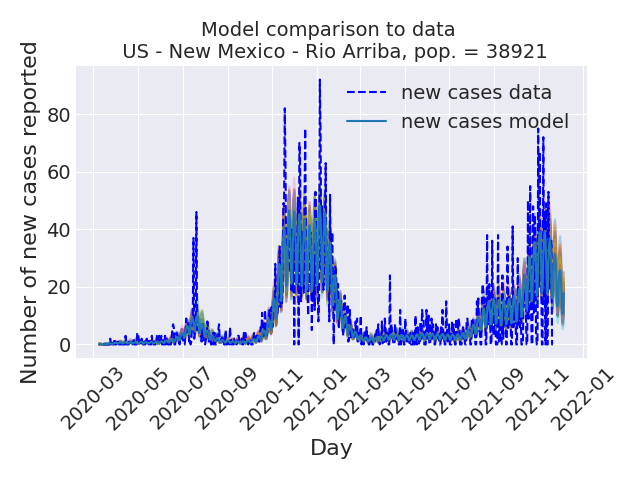 Model comparison to data
US - New Mexico - Rio Arriba, pop. = 38921
Number of new cases reported
80
60
40
20
0
new cases data
new cases model
2020-03
2020-05
2020-07
2020-09
2020-11
2021-01
2021-03
2021-05
2021-07
2021-09
2021-11
2022-01
Day